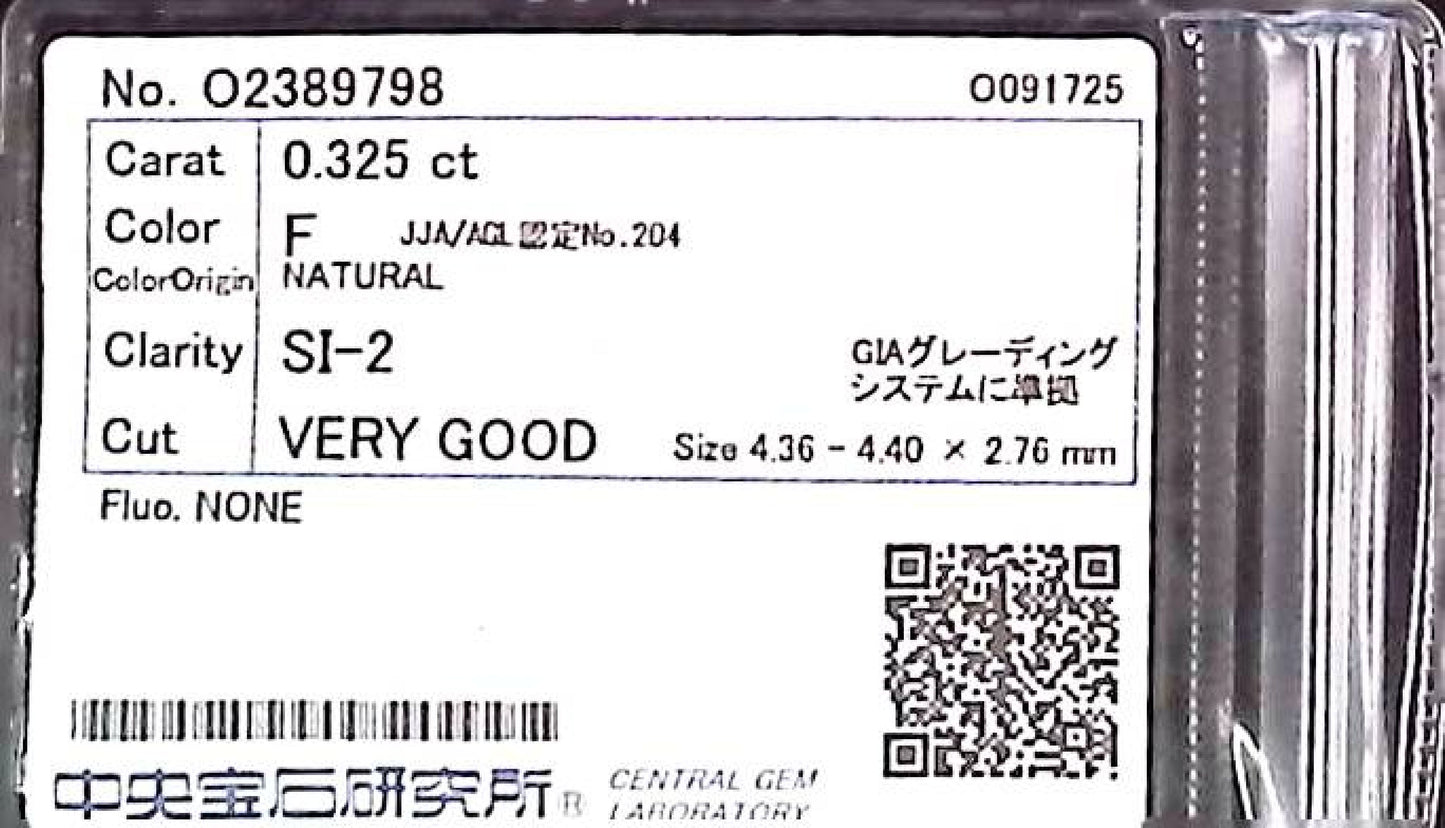 No. O2389798
O091725
Carat 0.325 ct
Color F JJA/AGL認定No.204
ColorOrigin NATURAL
Clarity SI-2
GIAグレーディング
システムに準拠
Cut VERY GOOD Size 4.36 - 4.40 × 2.76 mm
Fluo. NONE
中央宝石研究所® CENTRAL GEM
LABORATORY